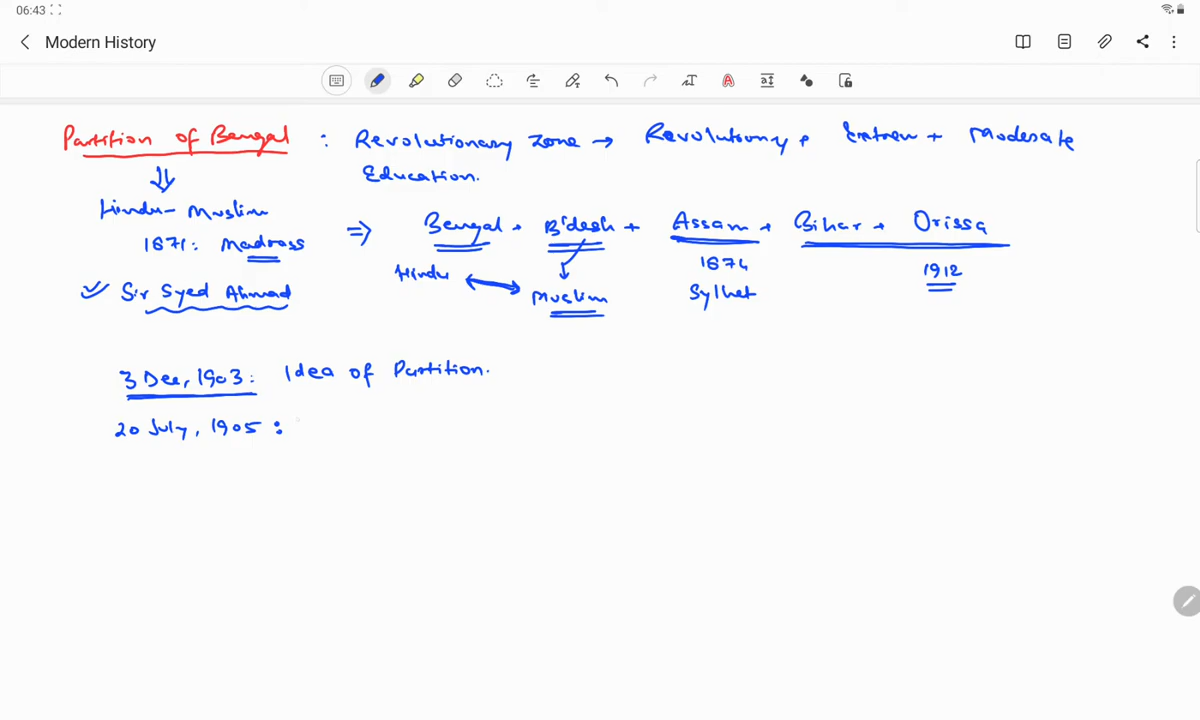 06:43
Modern History
Partition of Bengal : Revolutionary Zone → Revolutionary + Extrem + Moderate
Education.
Hindu - Muslim
1871: Madrass
✓ Sir Syed Ahmad
⇒ Bengal + B'desh + Assam + Bihar + Orissa
Hindu ↔ Muslim
1874
Sylhet
1912
3 Dec, 1903: Idea of Partition.
20 July, 1905 :